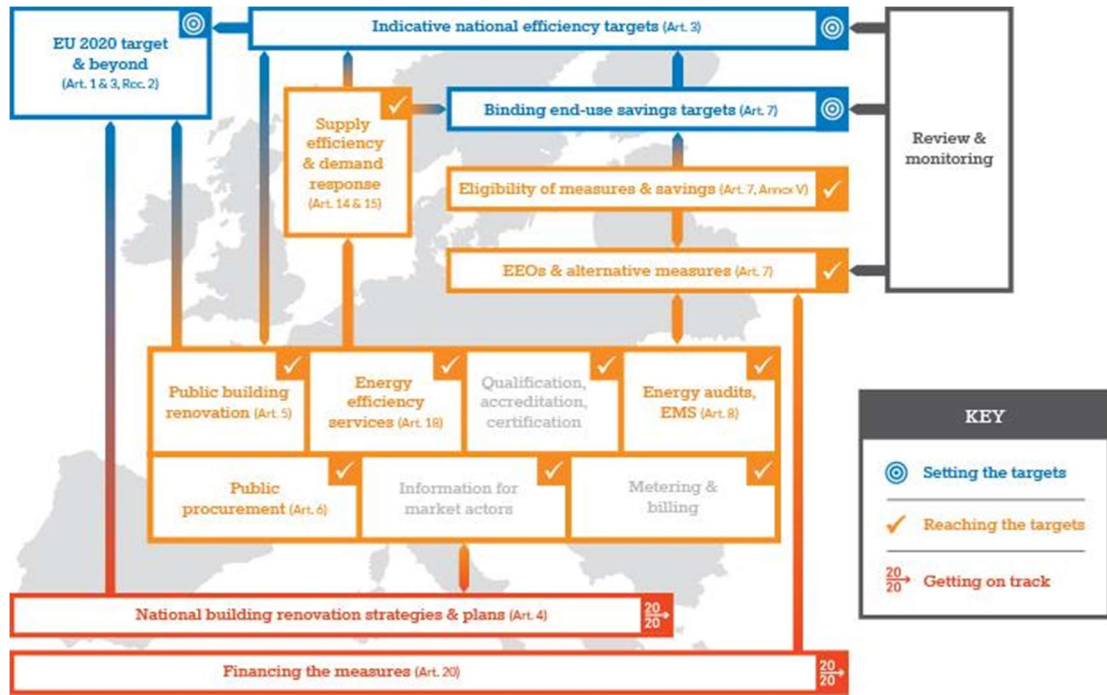 Indicative national efficiency targets (Art. 3)
EU 2020 target
& beyond
(Art. 1 & 3, Rec. 2)
Binding end-use savings targets (Art. 7)
Supply
efficiency
& demand
response
(Art. 14 & 15)
Review &
monitoring
Eligibility of measures & savings (Art. 7, Annex V)
EEOs & alternative measures (Art. 7)
Public building
renovation (Art. 5)
Energy
efficiency
services (Art. 18)
Qualification,
accreditation,
certification
Energy audits,
EMS (Art. 8)
Public
procurement (Art. 6)
Information for
market actors
Metering &
billing
National building renovation strategies & plans (Art. 4)
20
20
Financing the measures (Art. 20)
20
20
KEY
Setting the targets
Reaching the targets
20
20
Getting on track